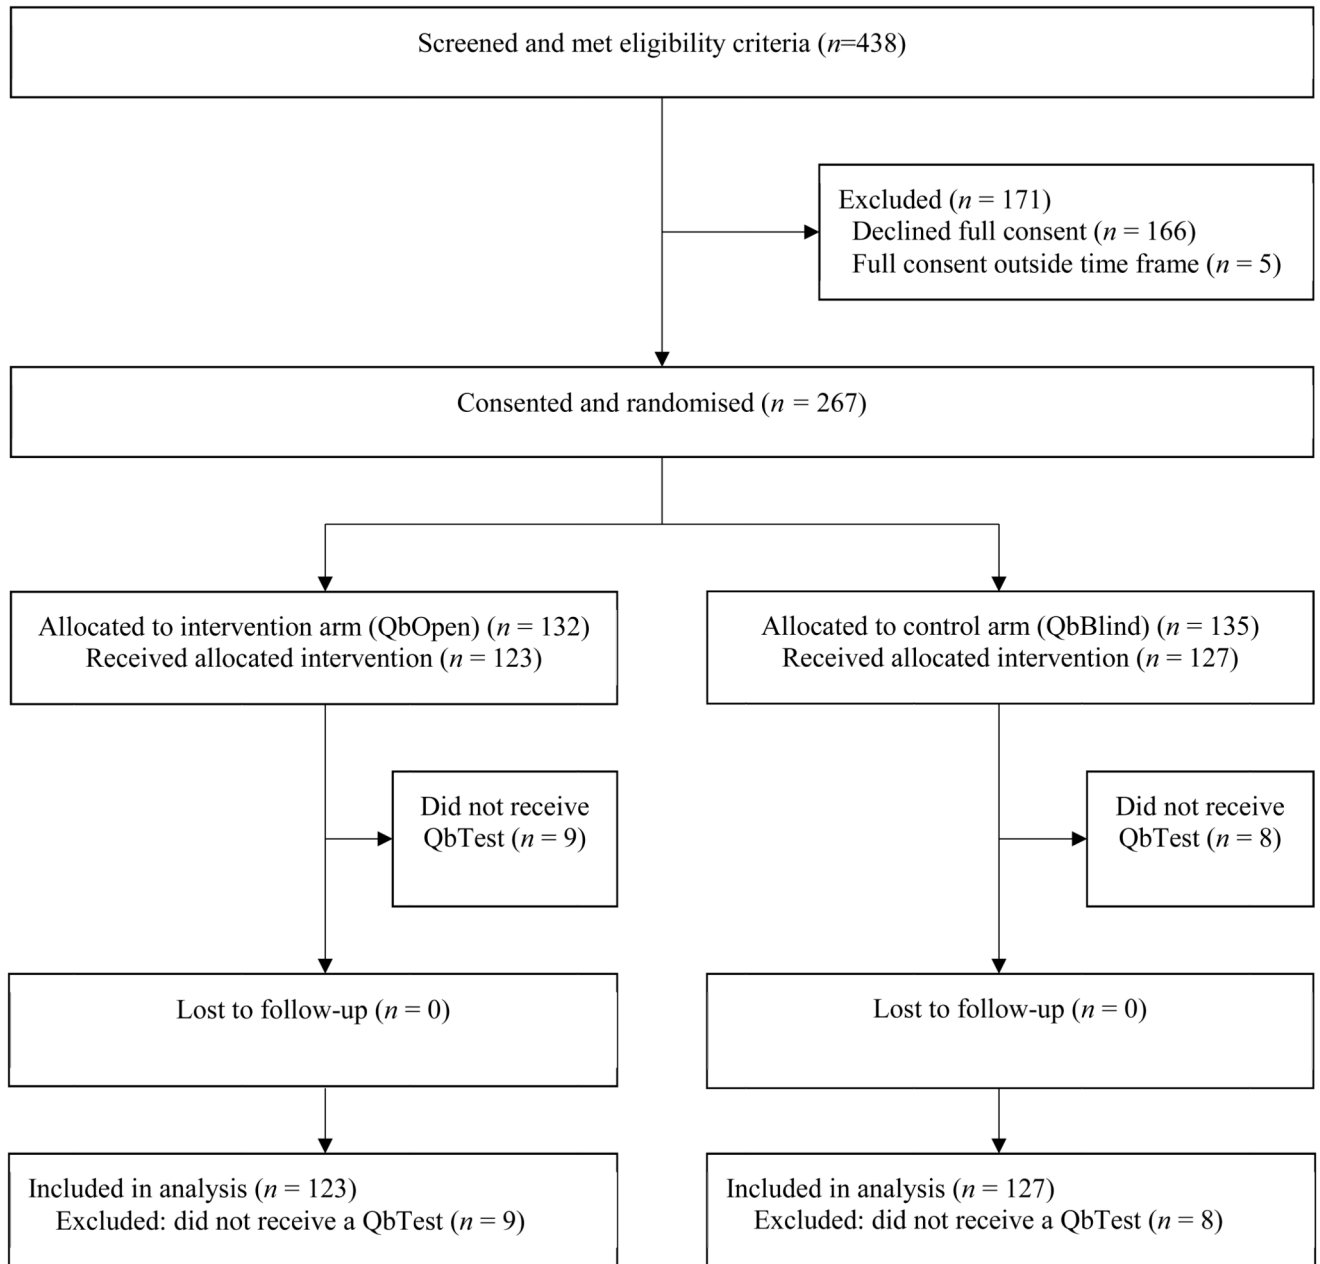 Screened and met eligibility criteria (n=438)
Excluded (n = 171)
Declined full consent (n = 166)
Full consent outside time frame (n = 5)
Consented and randomised (n = 267)
Allocated to intervention arm (QbOpen) (n = 132)
Received allocated intervention (n = 123)
Allocated to control arm (QbBlind) (n = 135)
Received allocated intervention (n = 127)
Did not receive
QbTest (n = 9)
Did not receive
QbTest (n = 8)
Lost to follow-up (n = 0)
Lost to follow-up (n = 0)
Included in analysis (n = 123)
Excluded: did not receive a QbTest (n = 9)
Included in analysis (n = 127)
Excluded: did not receive a QbTest (n = 8)